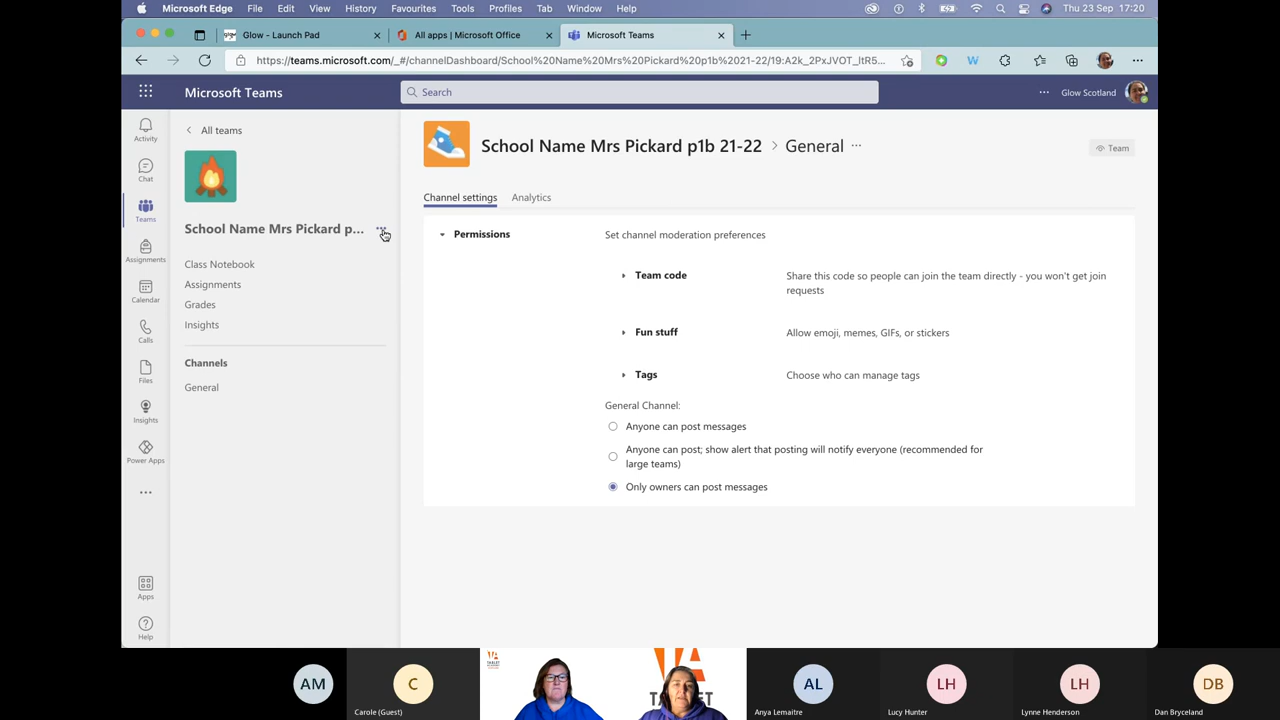 Microsoft Edge File Edit View History Favourites Tools Profiles Tab Window Help Thu 23 Sep 17:20
glow Glow - Launch Pad All apps | Microsoft Office Microsoft Teams
https://teams.microsoft.com/_#/channelDashboard/School%20Name%20Mrs%20Pickard%20p1b%2021-22/19:A2k_2PxJVOT_ItR5...
Microsoft Teams Search Glow Scotland
Activity
Chat
Teams
Assignments
Calendar
Calls
Files
Insights
Power Apps
Apps
Help
All teams
School Name Mrs Pickard p...
Class Notebook
Assignments
Grades
Insights
Channels
General
School Name Mrs Pickard p1b 21-22 > General ...
Team
Channel settings Analytics
Permissions Set channel moderation preferences
Team code Share this code so people can join the team directly - you won't get join
requests
Fun stuff Allow emoji, memes, GIFs, or stickers
Tags Choose who can manage tags
General Channel:
Anyone can post messages
Anyone can post; show alert that posting will notify everyone (recommended for
large teams)
Only owners can post messages
AM C AL LH LH DB
Carole (Guest) Anya Lemaitre Lucy Hunter Lynne Henderson Dan Bryceland